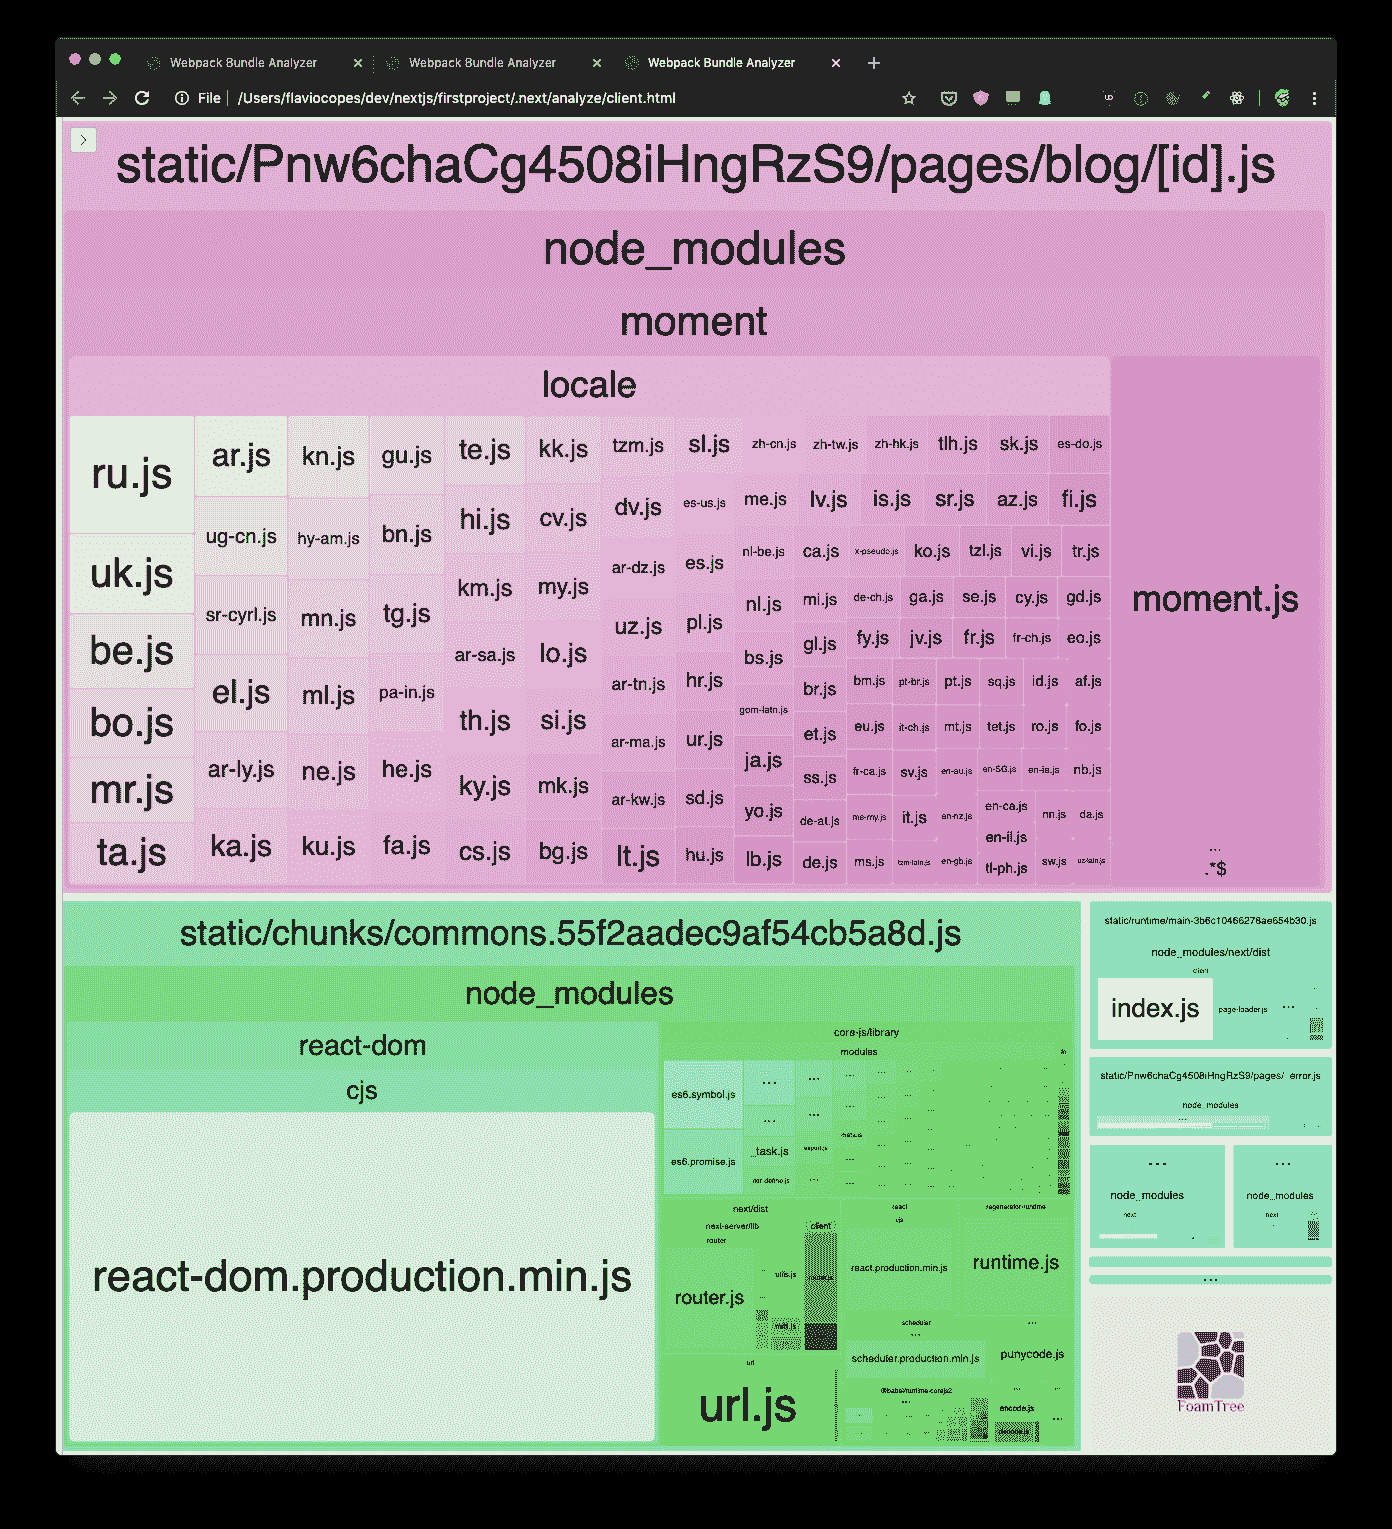 Webpack Bundle Analyzer
Webpack Bundle Analyzer
Webpack Bundle Analyzer
File | /Users/flaviocopes/dev/nextjs/firstproject/.next/analyze/client.html
static/Pnw6chaCg4508iHngRzS9/pages/blog/[id].js
node_modules
moment
locale
ru.js
uk.js
be.js
bo.js
mr.js
ta.js
ar.js
ug-cn.js
sr-cyrl.js
el.js
ar-ly.js
ka.js
kn.js
hy-am.js
mn.js
ml.js
ne.js
ku.js
gu.js
bn.js
tg.js
pa-in.js
he.js
fa.js
te.js
hi.js
km.js
ar-sa.js
th.js
ky.js
cs.js
kk.js
cv.js
my.js
lo.js
si.js
mk.js
bg.js
tzm.js
dv.js
ar-dz.js
uz.js
ar-tn.js
ar-ma.js
ar-kw.js
lt.js
sl.js
es-us.js
es.js
pl.js
hr.js
ur.js
sd.js
hu.js
zh-cn.js
zh-tw.js
zh-hk.js
tlh.js
sk.js
es-do.js
me.js
lv.js
is.js
sr.js
az.js
fi.js
nl-be.js
ca.js
x-pseudo.js
ko.js
tzl.js
vi.js
tr.js
nl.js
mi.js
de-ch.js
ga.js
se.js
cy.js
gd.js
bs.js
gl.js
fy.js
jv.js
fr.js
fr-ch.js
eo.js
gom-latn.js
br.js
bm.js
pt-br.js
pt.js
sq.js
id.js
af.js
ja.js
et.js
eu.js
it-ch.js
mt.js
tet.js
ro.js
fo.js
yo.js
ss.js
fr-ca.js
sv.js
en-au.js
en-SG.js
en-ie.js
nb.js
lb.js
de-at.js
ms-my.js
it.js
en-nz.js
en-ca.js
en-il.js
nn.js
da.js
de.js
ms.js
tzm-latn.js
en-gb.js
tl-ph.js
sw.js
uz-latn.js
moment.js
...
.*$
static/chunks/commons.55f2aadec9af54cb5a8d.js
node_modules
react-dom
cjs
react-dom.production.min.js
core-js/library
modules
fn
es6.symbol.js
es6.promise.js
_task.js
_export.js
_meta.js
next/dist
next-server/lib
router
router.js
utils.js
mitt.js
client
router.js
url
url.js
react
cjs
react.production.min.js
regenerator-runtime
runtime.js
scheduler
scheduler.production.min.js
punycode.js
@babel/runtime-corejs2
encode.js
decode.js
static/runtime/main-3b6c10466276ae654b30.js
node_modules/next/dist
client
index.js
page-loader.js
static/Pnw6chaCg4508iHngRzS9/pages/_error.js
node_modules
...
node_modules
next
...
node_modules
next
...
FoamTree